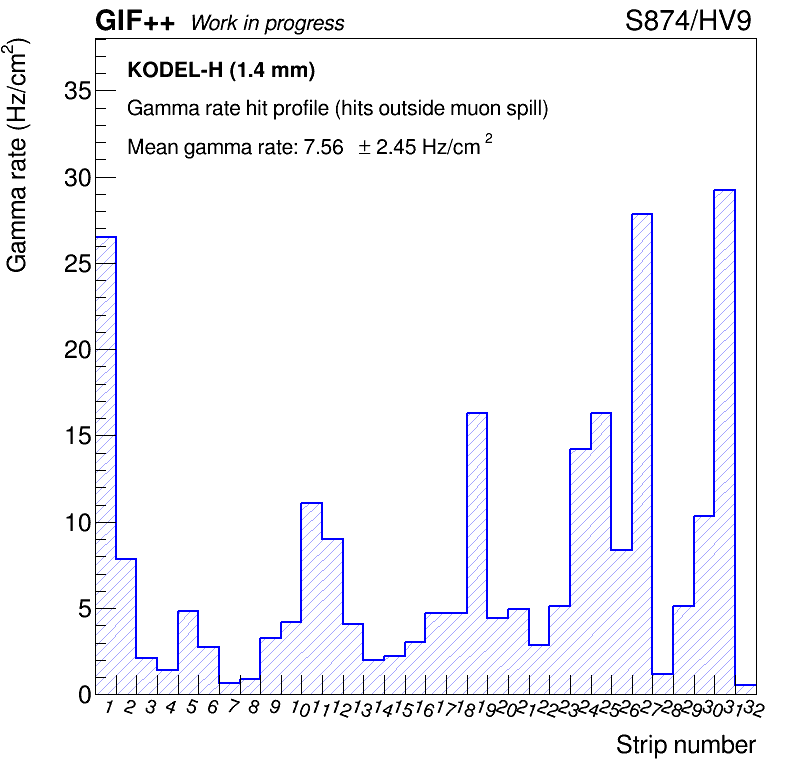 GIF++ Work in progress S874/HV9
Gamma rate (Hz/cm²)
KODEL-H (1.4 mm)
Gamma rate hit profile (hits outside muon spill)
Mean gamma rate: 7.56 ± 2.45 Hz/cm²
35
30
25
20
15
10
5
0
1 2 3 4 5 6 7 8 9 10 11 12 13 14 15 16 17 18 19 20 21 22 23 24 25 26 27 28 29 30 31 32
Strip number